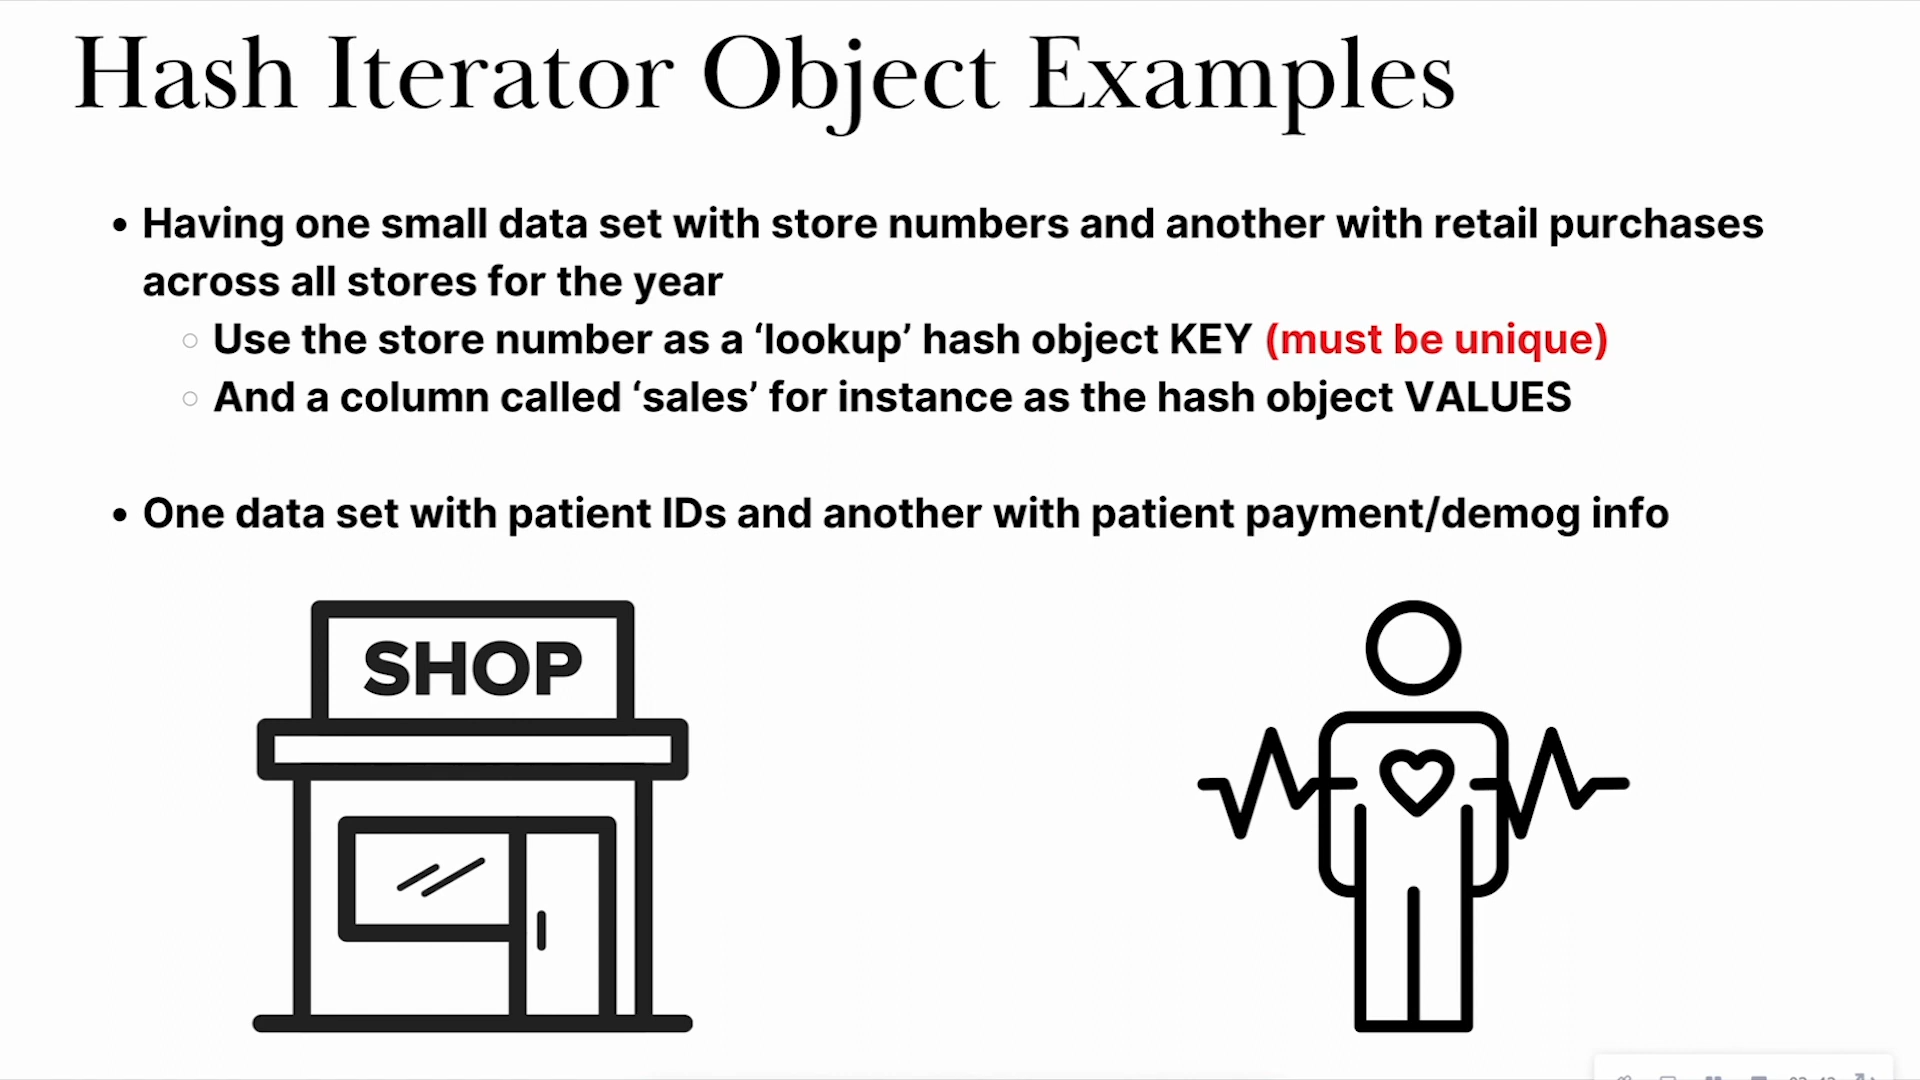 Hash Iterator Object Examples
• Having one small data set with store numbers and another with retail purchases
across all stores for the year
○ Use the store number as a ‘lookup’ hash object KEY (must be unique)
○ And a column called ‘sales’ for instance as the hash object VALUES
• One data set with patient IDs and another with patient payment/demog info
SHOP